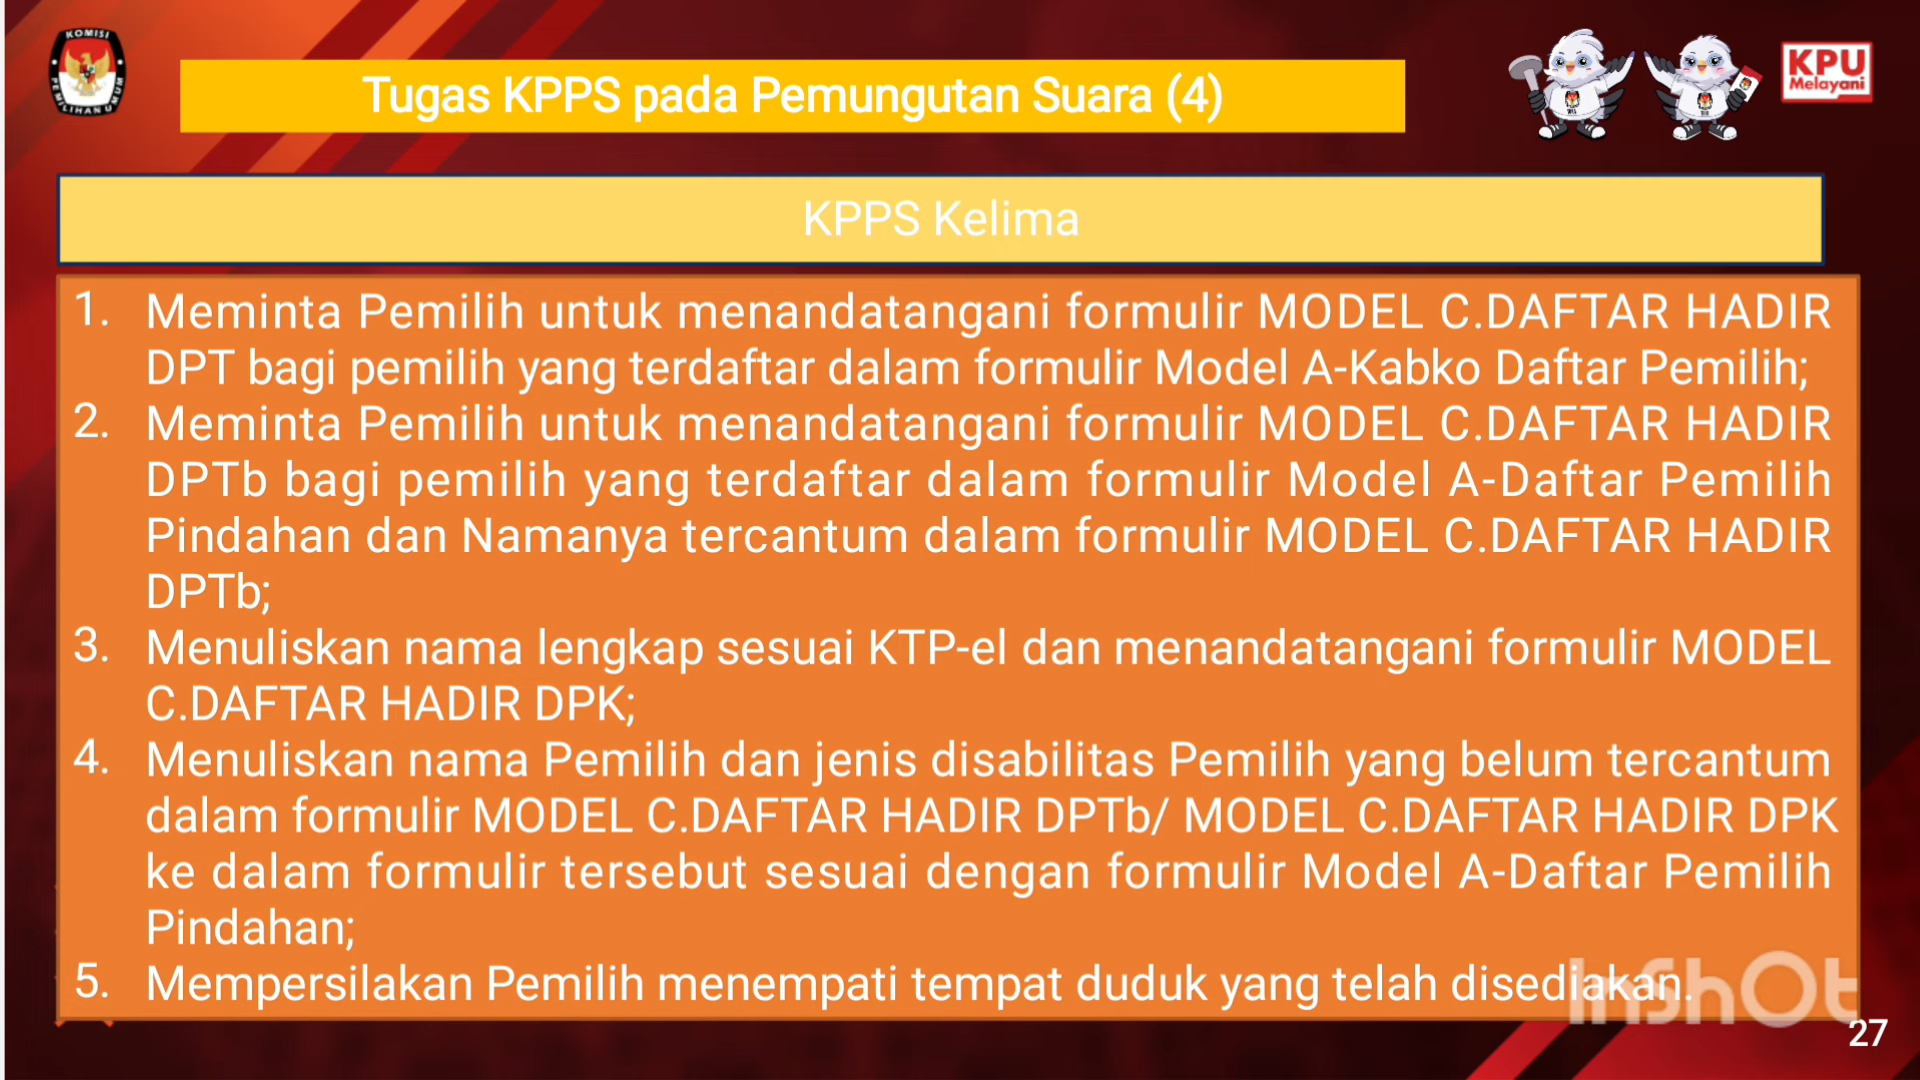 KOMISI
PEMILIHAN UMUM
Tugas KPPS pada Pemungutan Suara (4)
KPU
Melayani
KPPS Kelima
1. Meminta Pemilih untuk menandatangani formulir MODEL C.DAFTAR HADIR
DPT bagi pemilih yang terdaftar dalam formulir Model A-Kabko Daftar Pemilih;
2. Meminta Pemilih untuk menandatangani formulir MODEL C.DAFTAR HADIR
DPTb bagi pemilih yang terdaftar dalam formulir Model A-Daftar Pemilih
Pindahan dan Namanya tercantum dalam formulir MODEL C.DAFTAR HADIR
DPTb;
3. Menuliskan nama lengkap sesuai KTP-el dan menandatangani formulir MODEL
C.DAFTAR HADIR DPK;
4. Menuliskan nama Pemilih dan jenis disabilitas Pemilih yang belum tercantum
dalam formulir MODEL C.DAFTAR HADIR DPTb/ MODEL C.DAFTAR HADIR DPK
ke dalam formulir tersebut sesuai dengan formulir Model A-Daftar Pemilih
Pindahan;
5. Mempersilakan Pemilih menempati tempat duduk yang telah disediakan.
InShOt
27